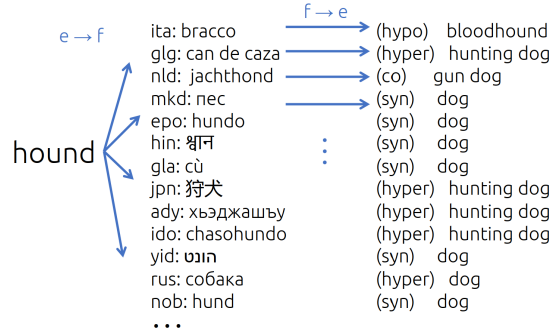 f → e
e → f
ita: bracco (hypo) bloodhound
glg: can de caza (hyper) hunting dog
nld: jachthond (co) gun dog
mkd: пес (syn) dog
epo: hundo (syn) dog
hin: श्वान (syn) dog
gla: cù (syn) dog
hound
jpn: 狩犬 (hyper) hunting dog
ady: хьэджашъу (hyper) hunting dog
ido: chasohundo (hyper) hunting dog
yid: הונט (syn) dog
rus: собака (hyper) dog
nob: hund (syn) dog
...